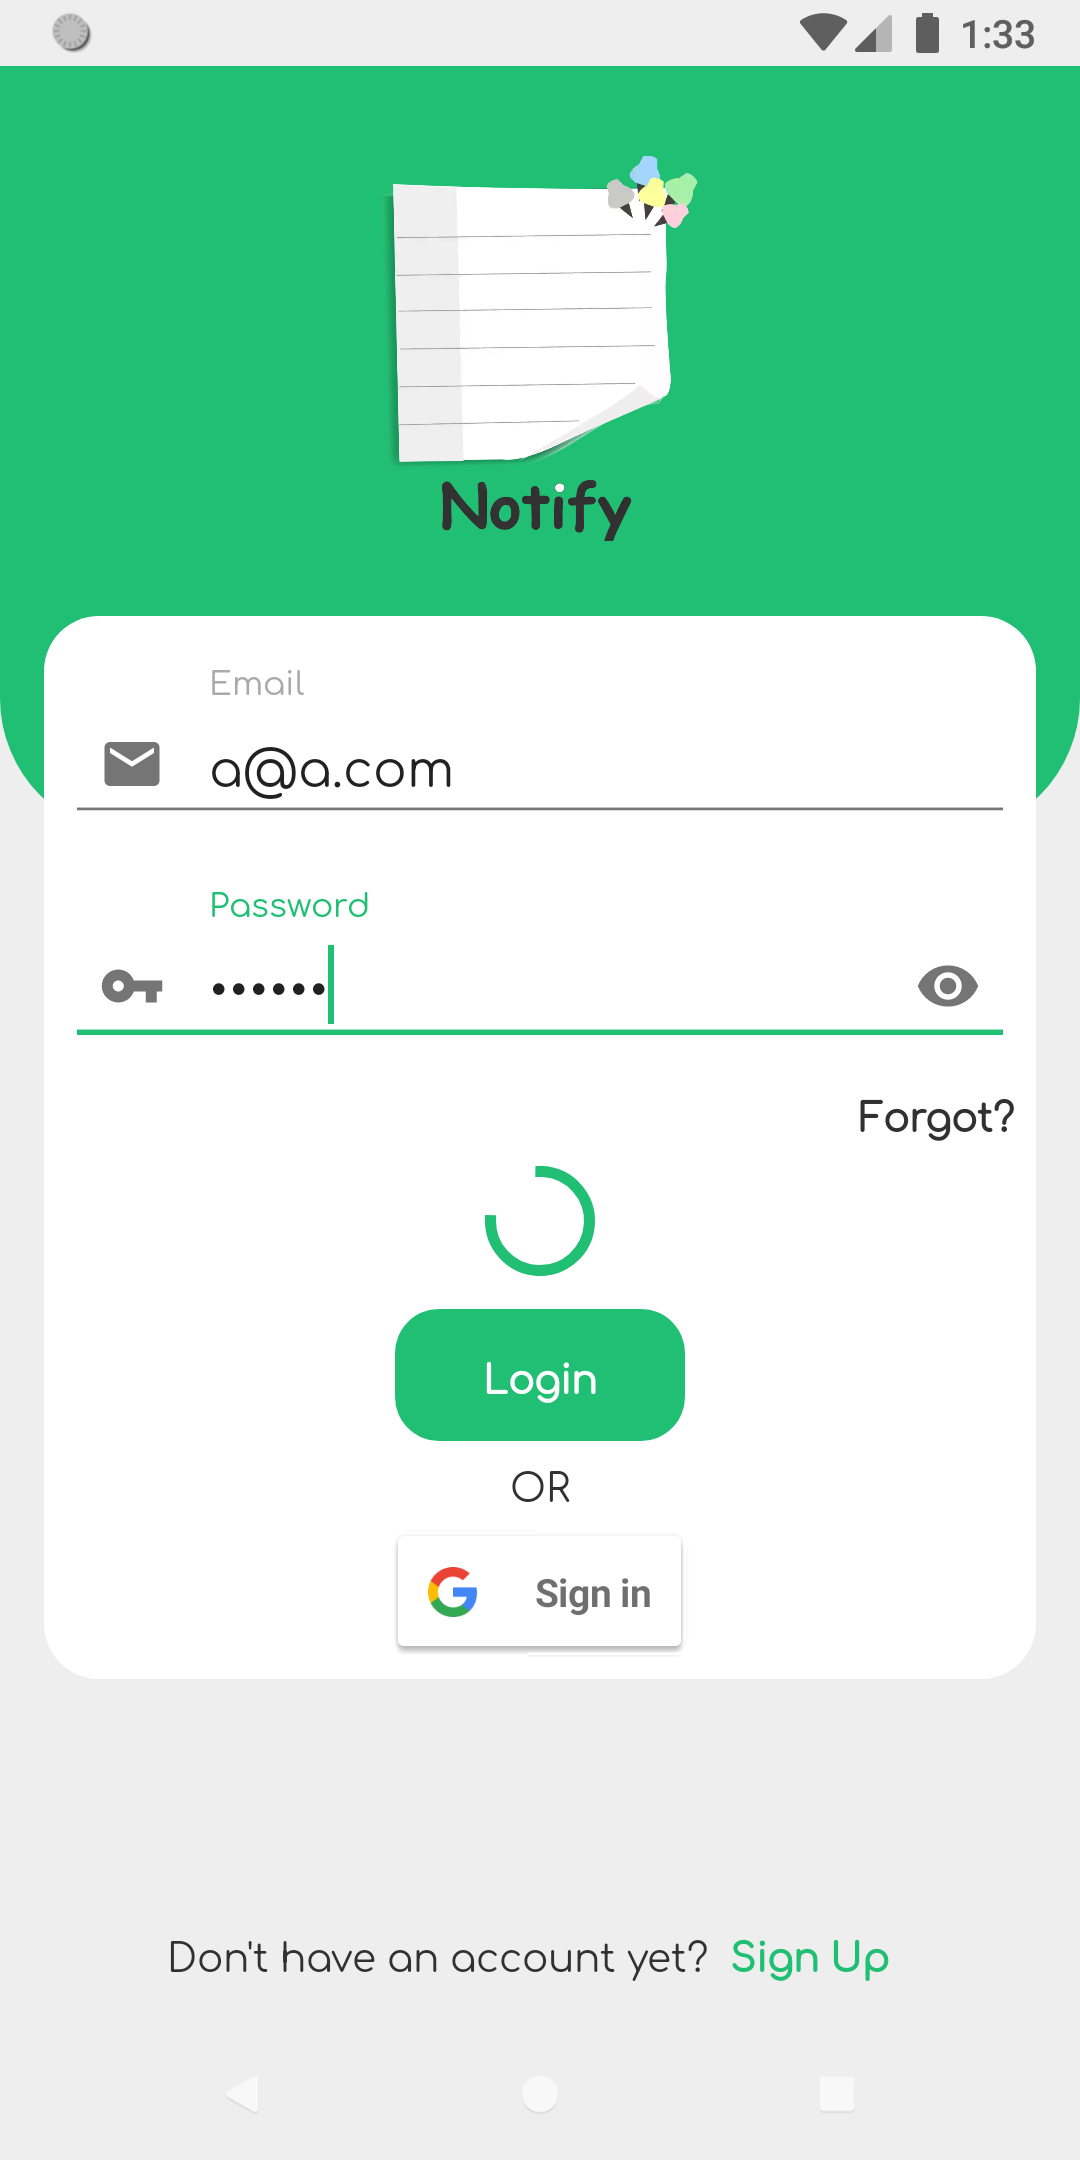 1:33
Notify
Email
a@a.com
Password
••••••
Forgot?
Login
OR
Sign in
Don't have an account yet? Sign Up